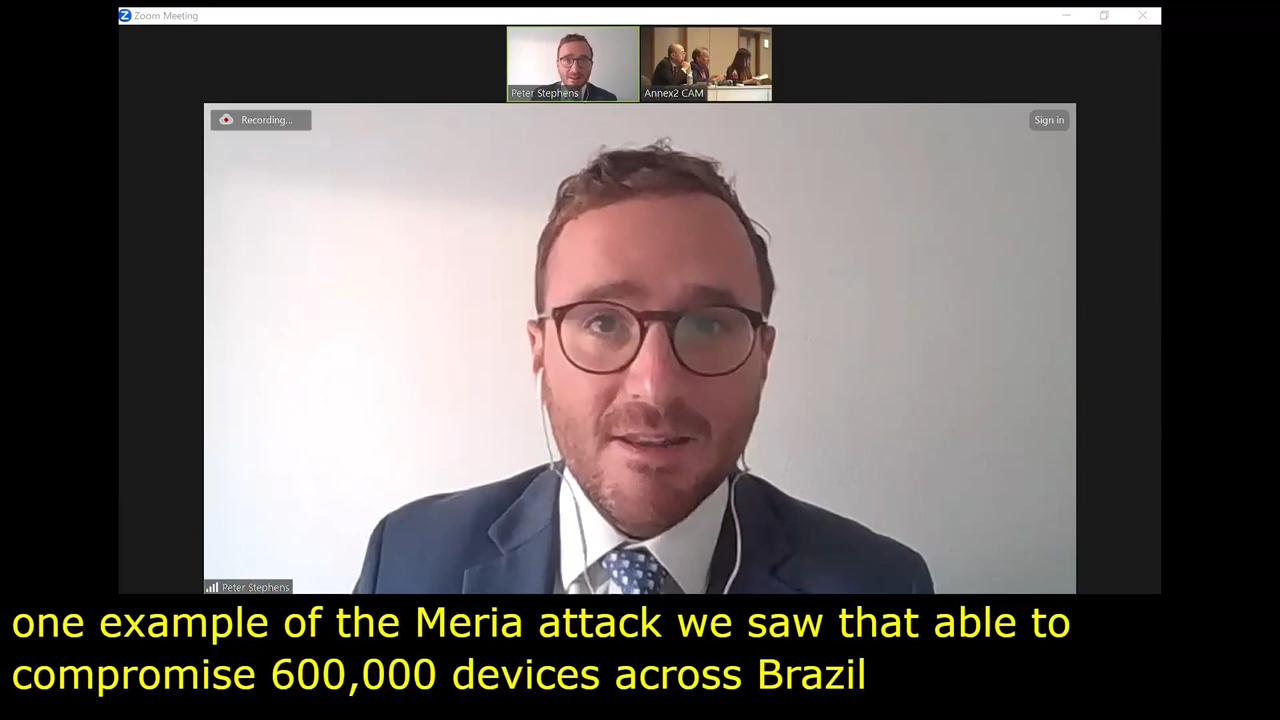 Zoom Meeting
Peter Stephens
Annex2 CAM
Recording...
Sign in
Peter Stephens
one example of the Meria attack we saw that able to
compromise 600,000 devices across Brazil